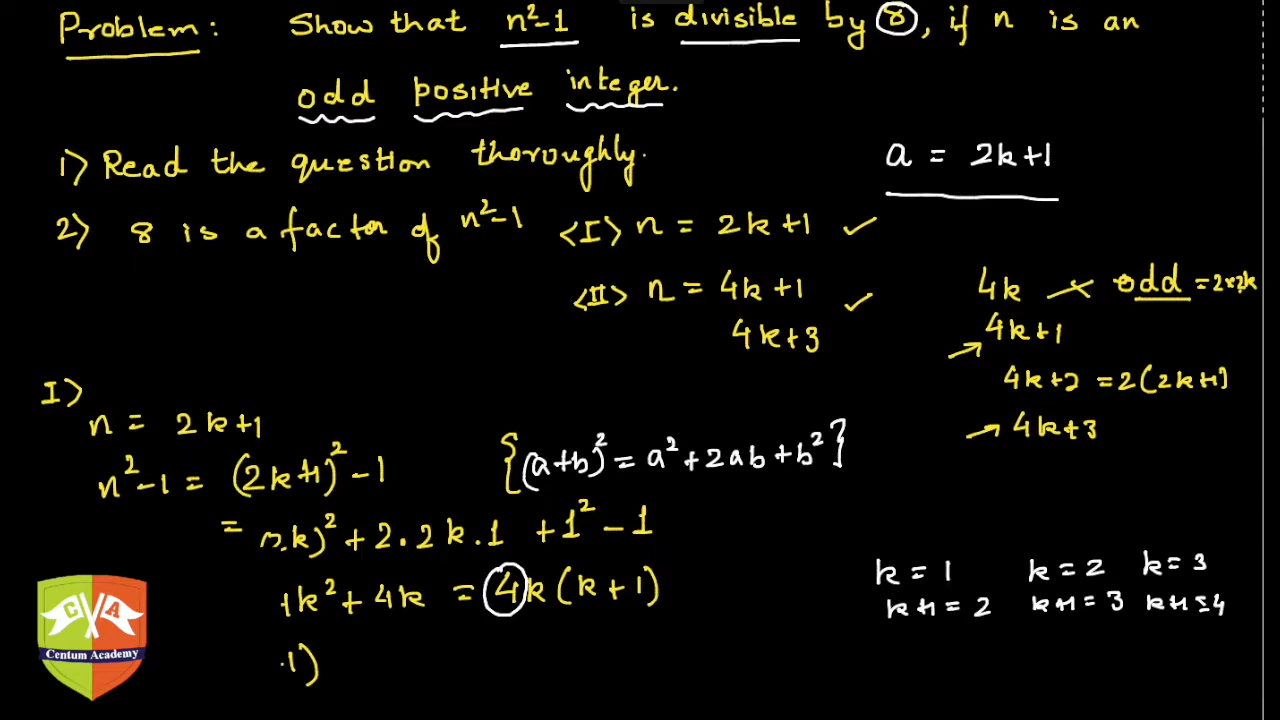 Problem: Show that n²-1 is divisible by 8, if n is an
odd positive integer.
1) Read the question thoroughly.
a = 2k+1
2) 8 is a factor of n²-1 <I> n = 2k+1
<II> n = 4k+1
4k+3
4k odd = 2x2k
4k+1
4k+2 = 2(2k+1)
4k+3
I)
n = 2k+1
n²-1 = (2k+1)²-1
{(a+b)² = a²+2ab+b²}
= 2k)² + 2.2k.1 + 1² - 1
k² + 4k = 4k(k+1)
1)
k = 1 k = 2 k = 3
k+1 = 2 k+1 = 3 k+1 = 4
C A
Centum Academy